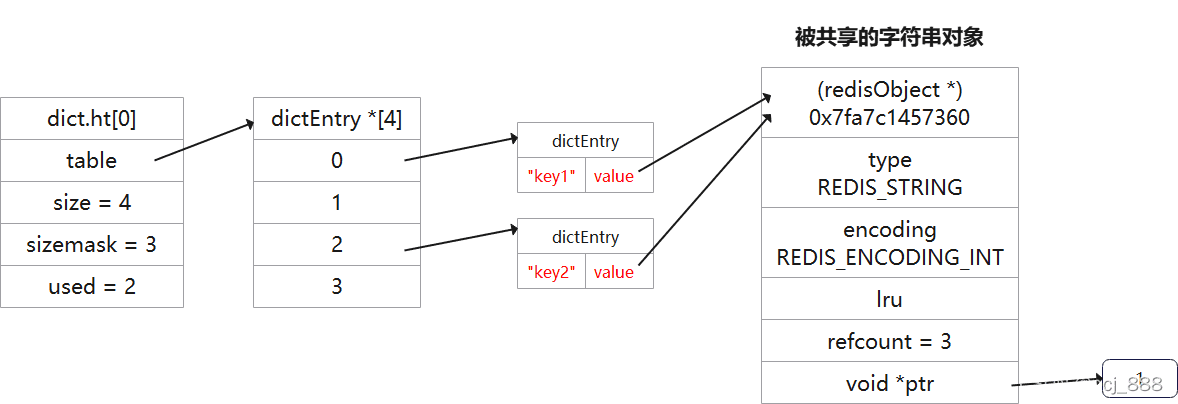 被共享的字符串对象
dict.ht[0]
table
size = 4
sizemask = 3
used = 2
dictEntry *[4]
0
1
2
3
dictEntry
"key1" value
dictEntry
"key2" value
(redisObject *)
0x7fa7c1457360
type
REDIS_STRING
encoding
REDIS_ENCODING_INT
lru
refcount = 3
void *ptr
1
cj_888